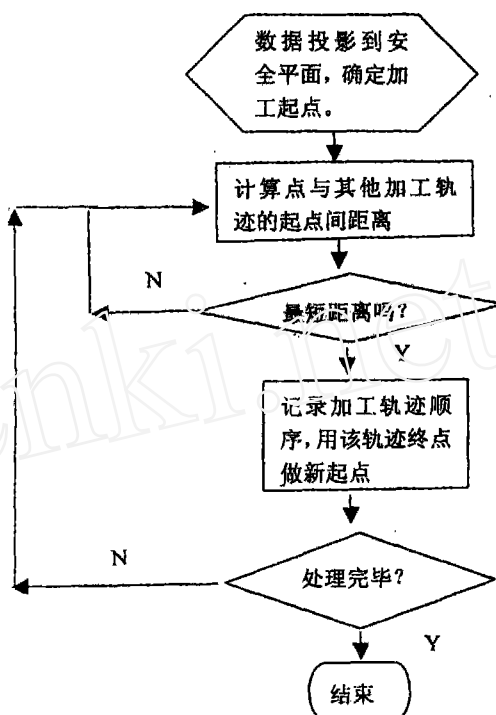 数据投影到安
全平面，确定加
工起点。
计算点与其他加工轨
迹的起点间距离
N
最短距离吗？
Y
记录加工轨迹顺
序，用该轨迹终点
做新起点
N
处理完毕？
Y
结束